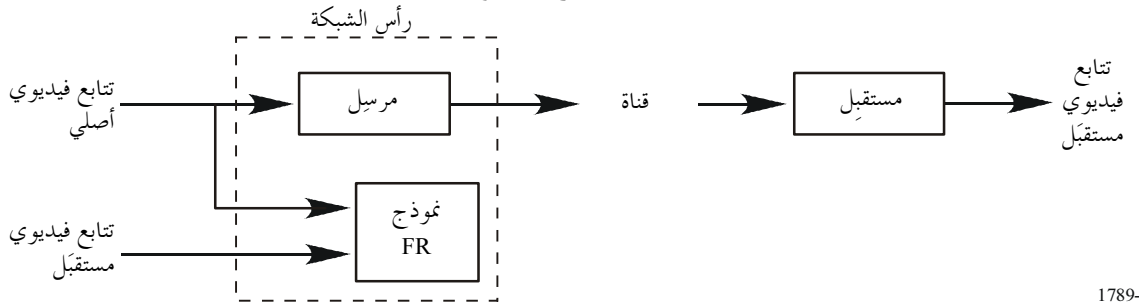 رأس الشبكة
تتابع فيديوي
أصلي
مرسِل
قناة
مستقبِل
تتابع
فيديوي
مستقبَل
نموذج
FR
تتابع فيديوي
مستقبَل
1789-